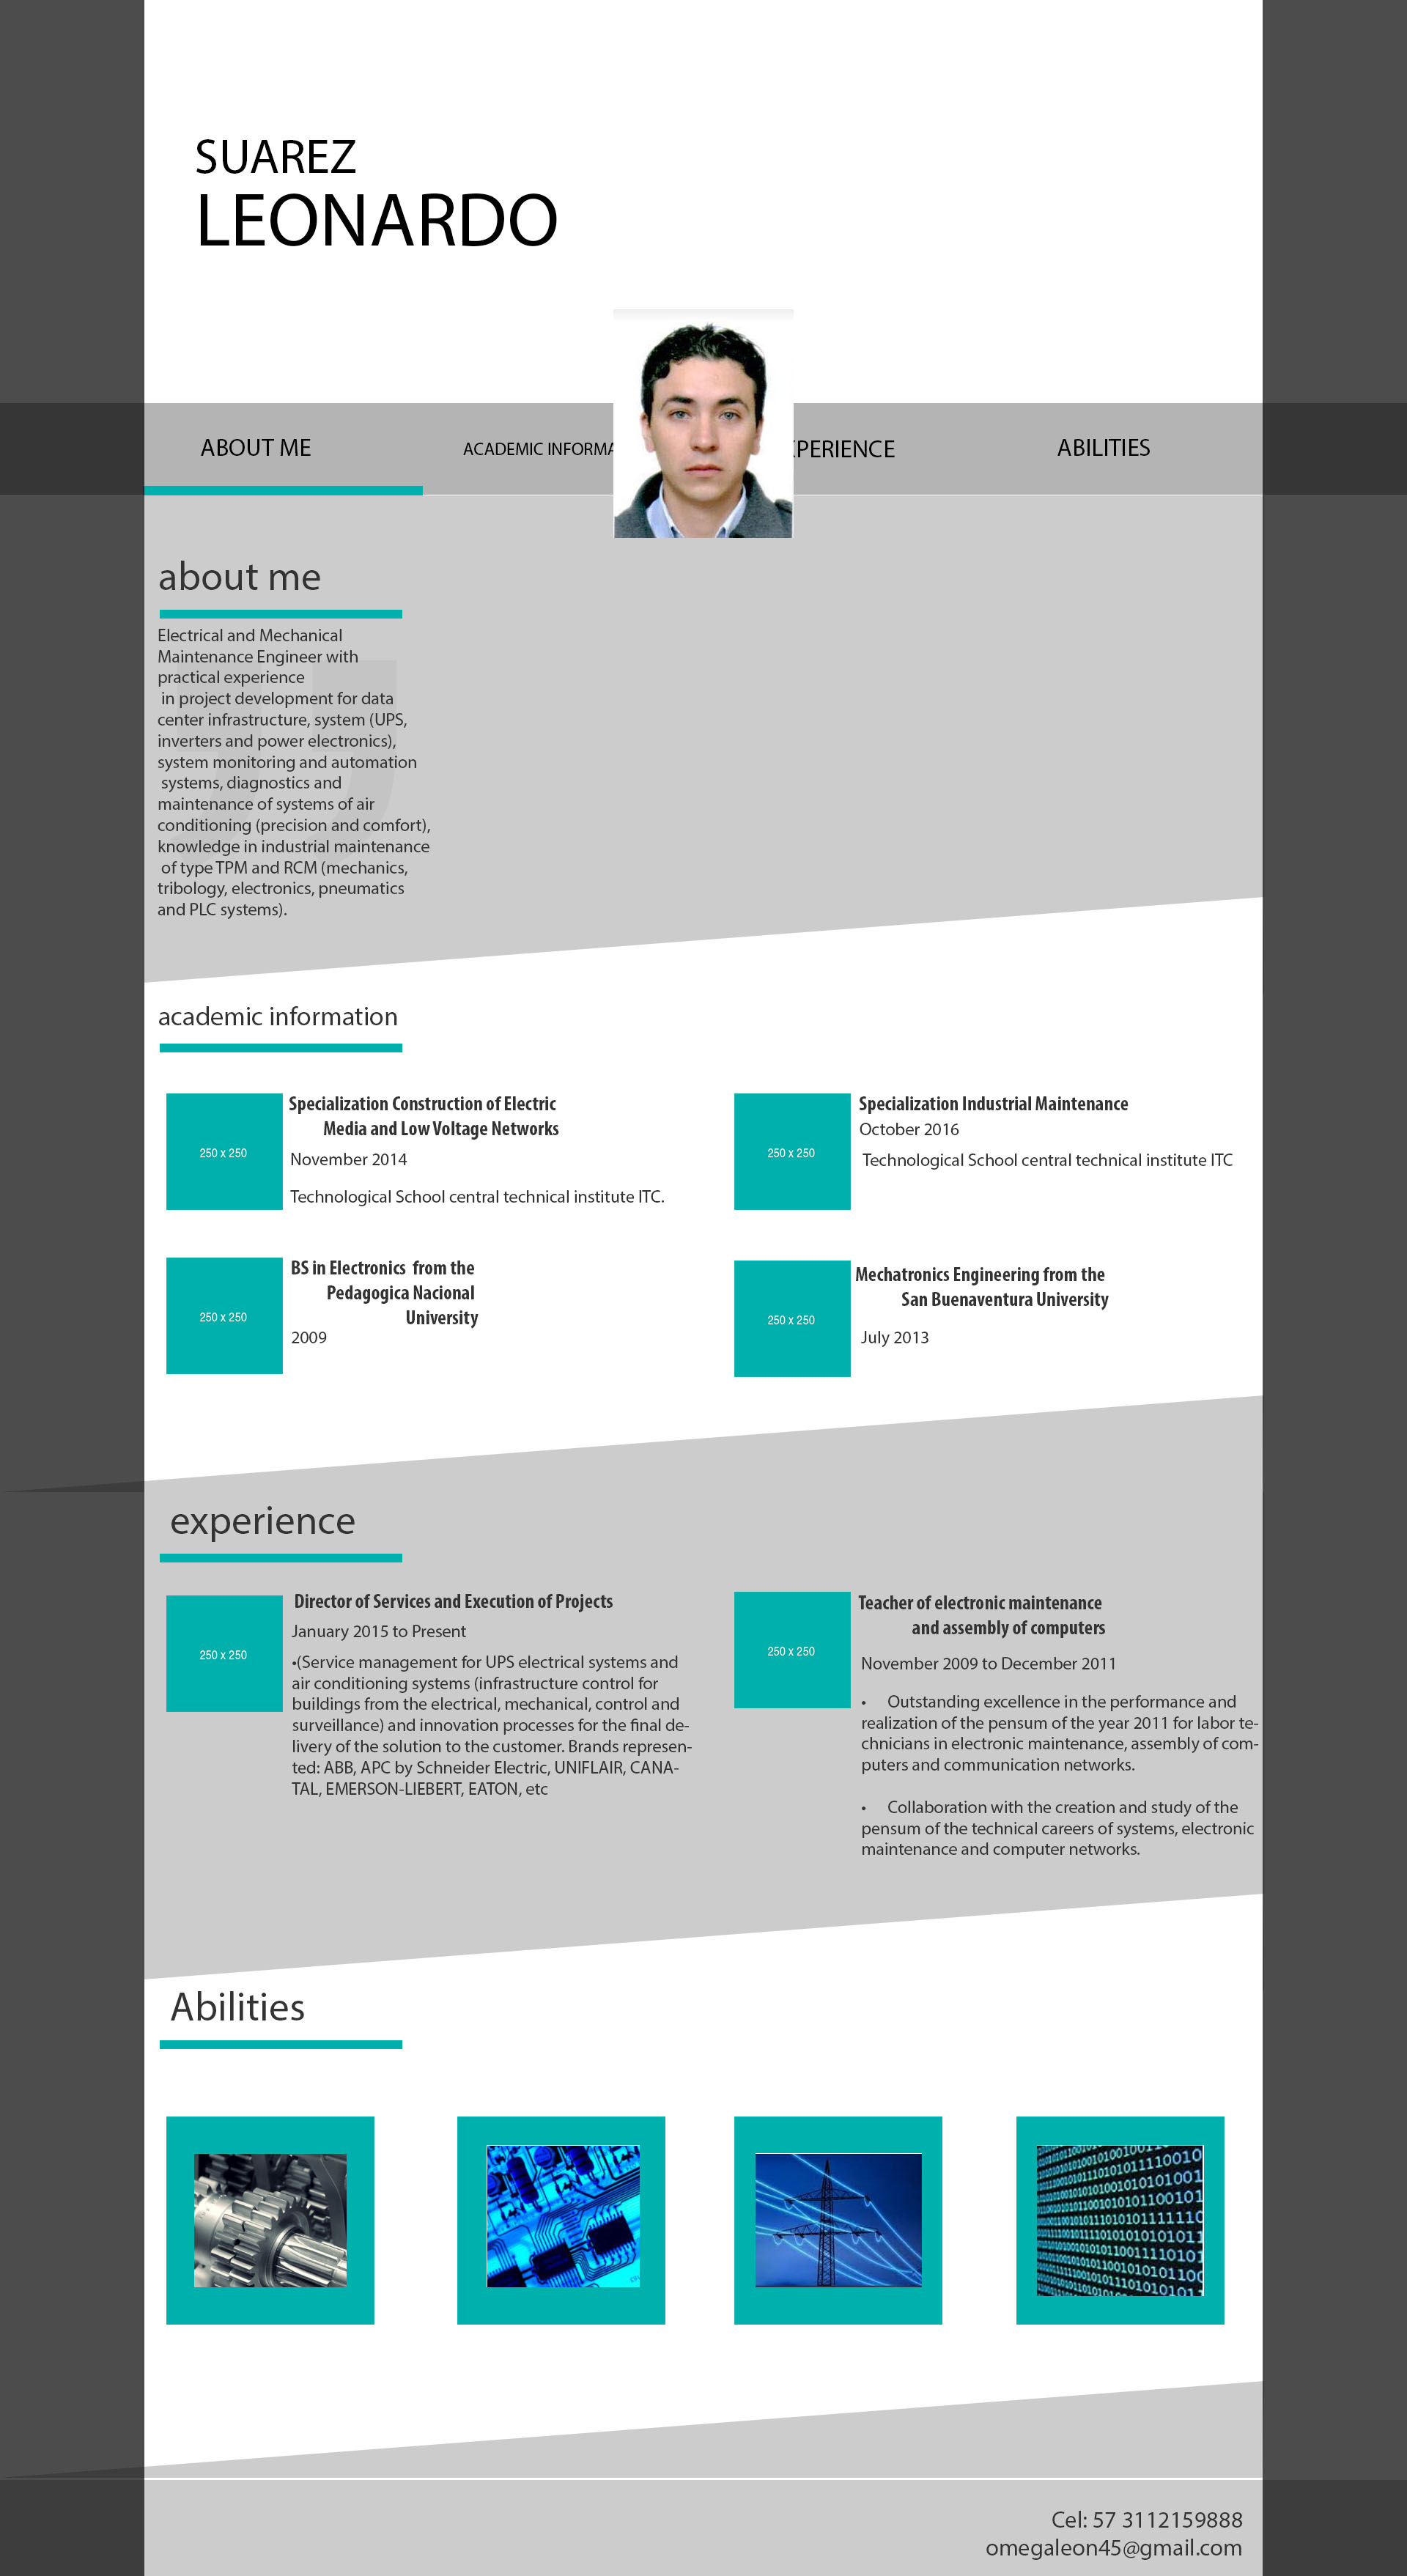 SUAREZ
LEONARDO
ABOUT ME
ACADEMIC INFORMA
XPERIENCE
ABILITIES
about me
Electrical and Mechanical
Maintenance Engineer with
practical experience
in project development for data
center infrastructure, system (UPS,
inverters and power electronics),
system monitoring and automation
systems, diagnostics and
maintenance of systems of air
conditioning (precision and comfort),
knowledge in industrial maintenance
of type TPM and RCM (mechanics,
tribology, electronics, pneumatics
and PLC systems).
academic information
250 x 250
Specialization Construction of Electric
Media and Low Voltage Networks
November 2014
Technological School central technical institute ITC.
250 x 250
Specialization Industrial Maintenance
October 2016
Technological School central technical institute ITC
250 x 250
BS in Electronics from the
Pedagogica Nacional
University
2009
250 x 250
Mechatronics Engineering from the
San Buenaventura University
July 2013
experience
250 x 250
Director of Services and Execution of Projects
January 2015 to Present
•(Service management for UPS electrical systems and
air conditioning systems (infrastructure control for
buildings from the electrical, mechanical, control and
surveillance) and innovation processes for the final de-
livery of the solution to the customer. Brands represen-
ted: ABB, APC by Schneider Electric, UNIFLAIR, CANA-
TAL, EMERSON-LIEBERT, EATON, etc
250 x 250
Teacher of electronic maintenance
and assembly of computers
November 2009 to December 2011
• Outstanding excellence in the performance and
realization of the pensum of the year 2011 for labor te-
chnicians in electronic maintenance, assembly of com-
puters and communication networks.
• Collaboration with the creation and study of the
pensum of the technical careers of systems, electronic
maintenance and computer networks.
Abilities
Cel: 57 3112159888
omegaleon45@gmail.com